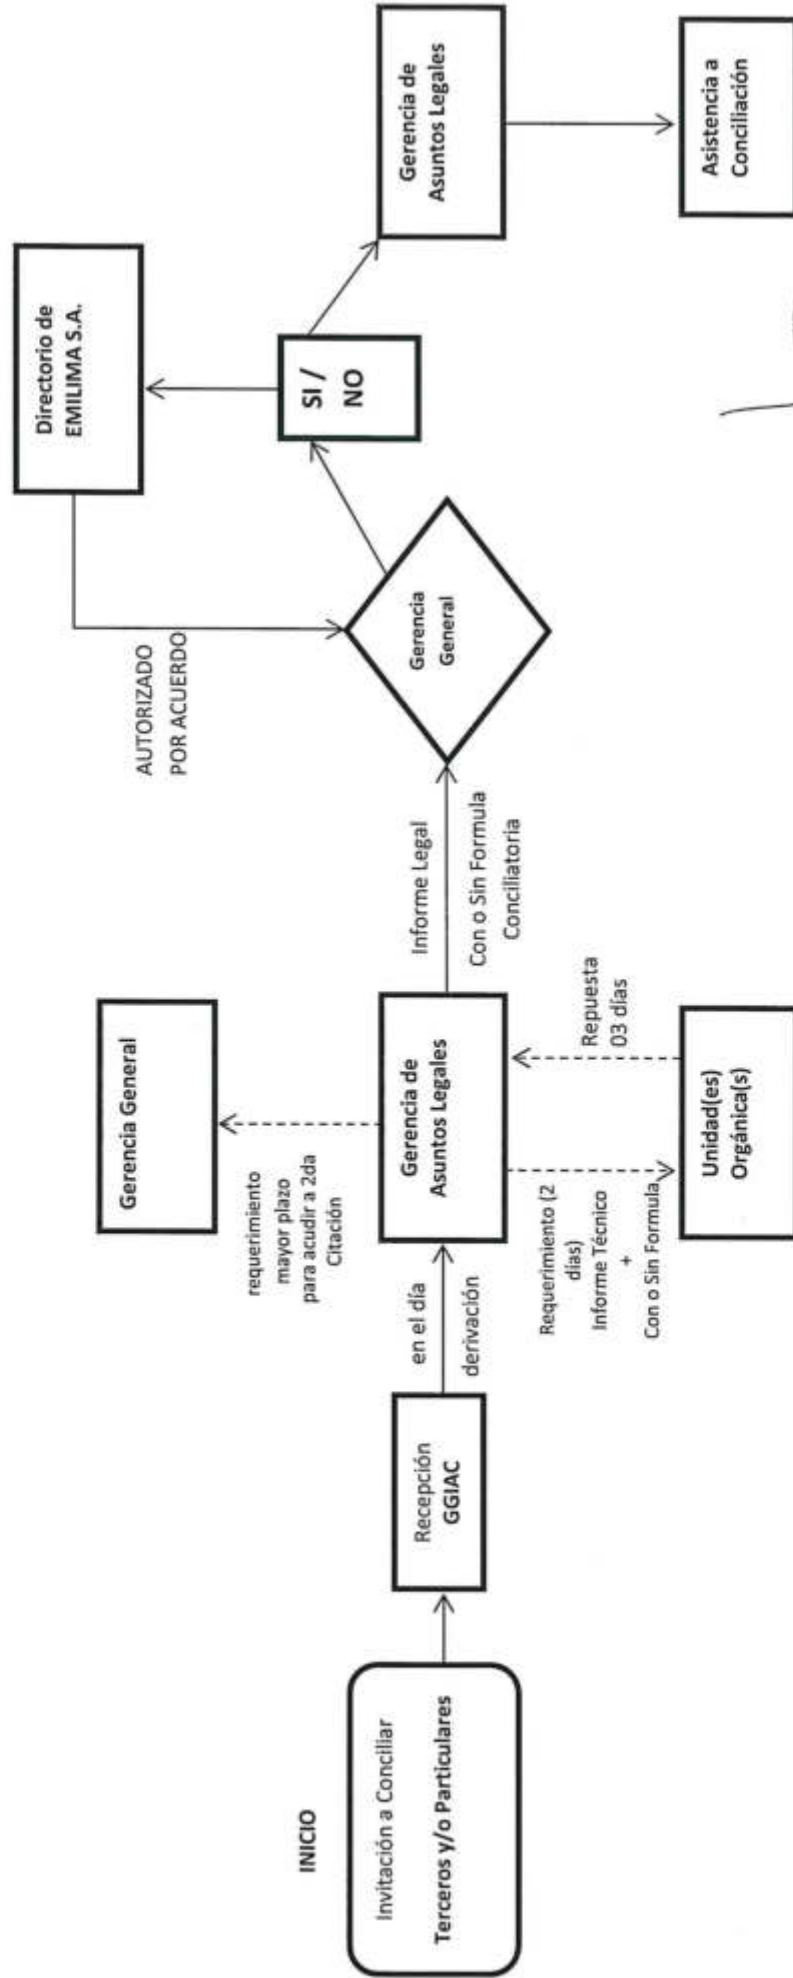 INICIO
Invitación a Conciliar
Terceros y/o Particulares
Recepción
GGIAC
en el día
derivación
Gerencia General
requerimiento
mayor plazo
para acudir a 2da
Citación
Gerencia de
Asuntos Legales
Requerimiento (2
dias)
Informe Técnico
+
Con o Sin Formula
Repuesta
03 días
Unidad(es)
Orgánica(s)
Informe Legal
Con o Sin Formula
Conciliatoria
Gerencia
General
AUTORIZADO
POR ACUERDO
Directorio de
EMILIMA S.A.
SI /
NO
Gerencia de
Asuntos Legales
Asistencia a
Conciliación